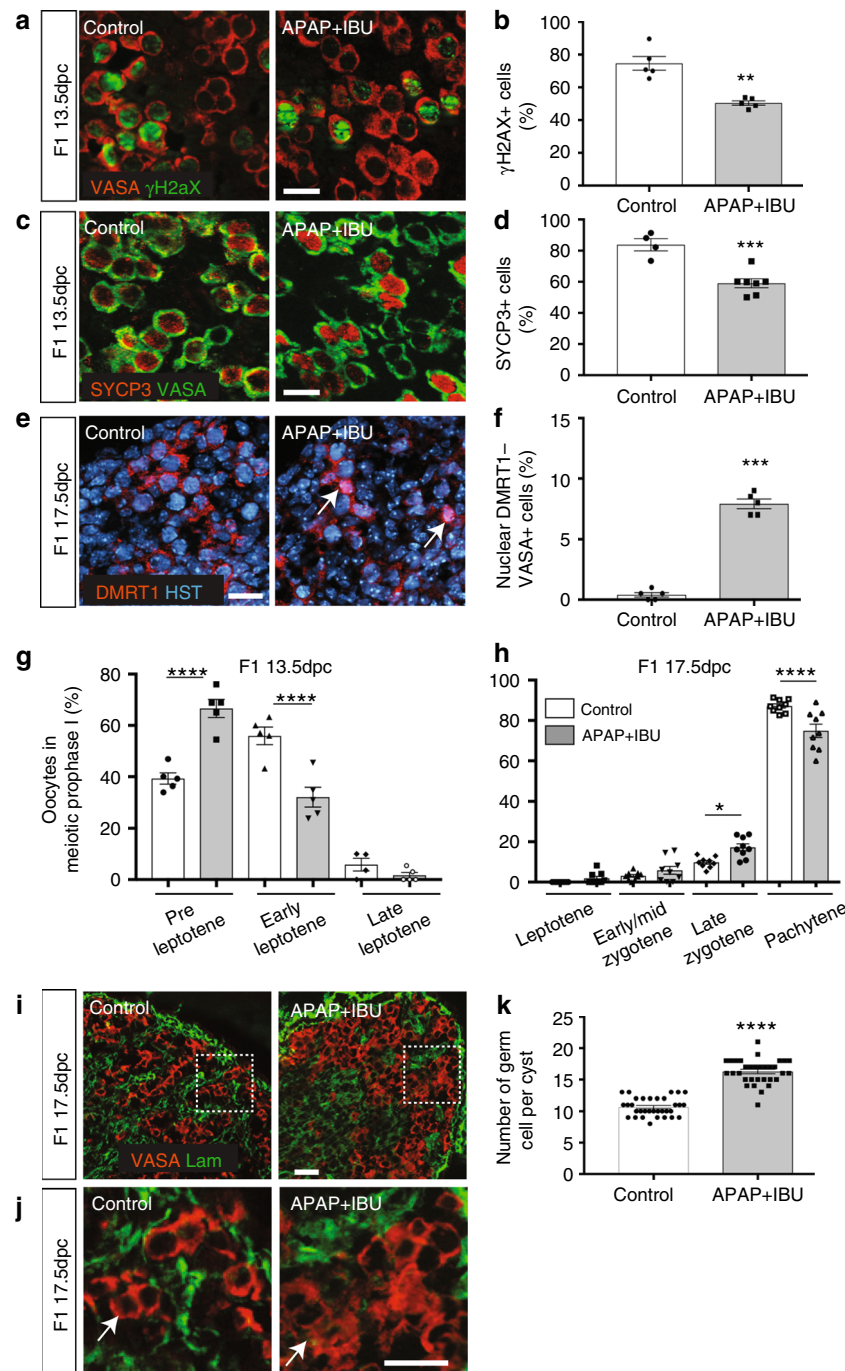 a
F1 13.5dpc
Control
APAP+IBU
VASA γH2aX
b
γH2AX+ cells
(%)
100
80
60
40
20
0
**
Control
APAP+IBU
c
F1 13.5dpc
Control
APAP+IBU
SYCP3 VASA
d
SYCP3+ cells
(%)
100
80
60
40
20
0
***
Control
APAP+IBU
e
F1 17.5dpc
Control
APAP+IBU
DMRT1 HST
f
Nuclear DMRT1–
VASA+ cells (%)
15
10
5
0
***
Control
APAP+IBU
g
F1 13.5dpc
Oocytes in
meiotic prophase I (%)
80
60
40
20
0
****
****
Pre
leptotene
Early
leptotene
Late
leptotene
h
F1 17.5dpc
100
80
60
40
20
0
Control
APAP+IBU
*
****
Leptotene
Early/mid
zygotene
Late
zygotene
Pachytene
i
F1 17.5dpc
Control
APAP+IBU
VASA Lam
j
F1 17.5dpc
Control
APAP+IBU
k
Number of germ
cell per cyst
25
20
15
10
5
0
****
Control
APAP+IBU